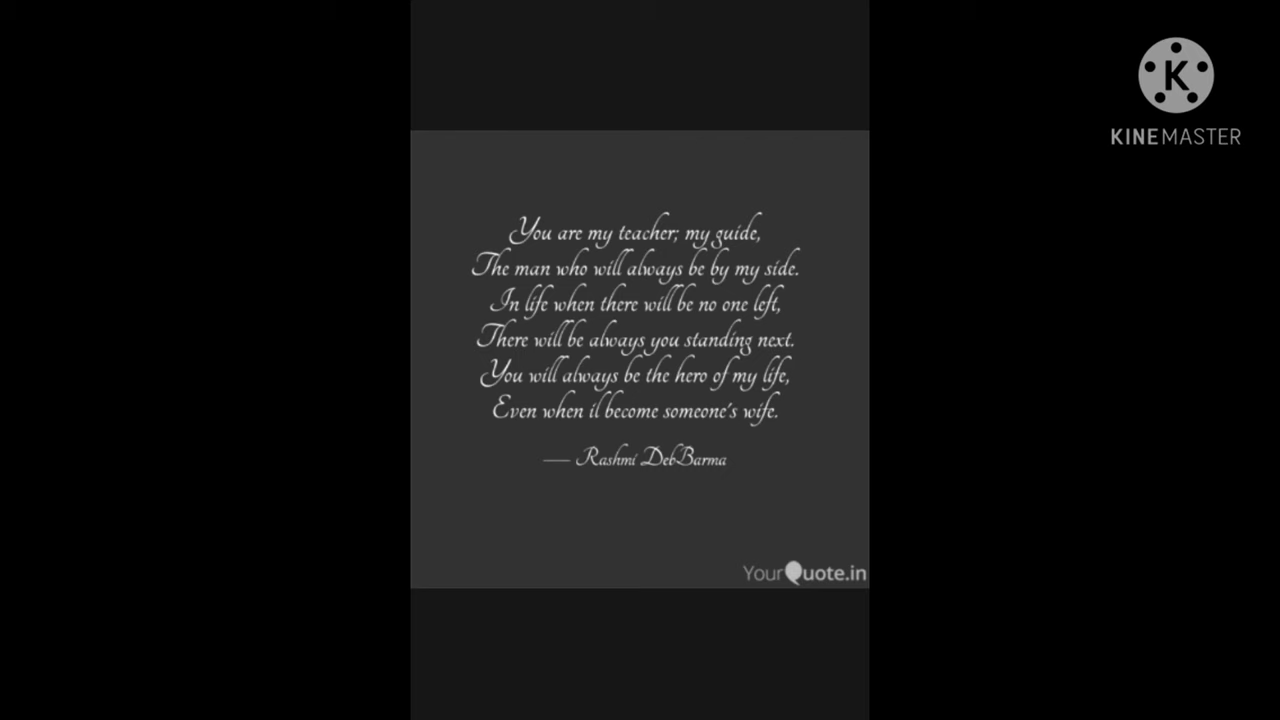 K
KINEMASTER
You are my teacher; my guide,
The man who will always be by my side.
In life when there will be no one left,
There will be always you standing next.
You will always be the hero of my life,
Even when il become someone's wife.
— Rashmi DebBarma
YourQuote.in